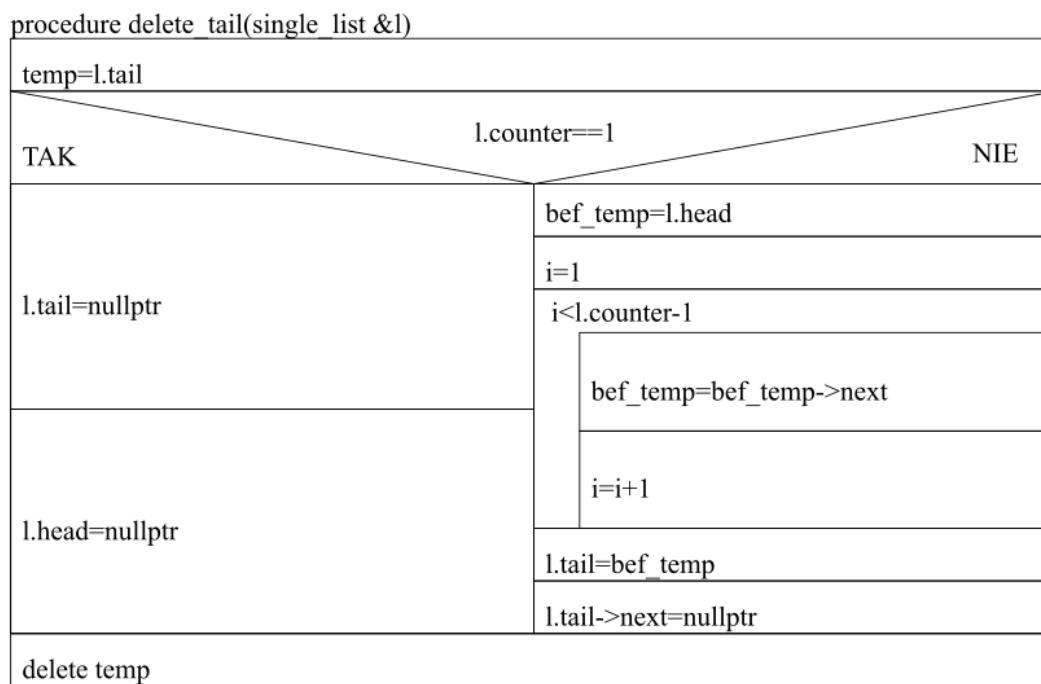 procedure delete_tail(single_list &l)
temp=l.tail
l.counter==1
TAK
NIE
l.tail=nullptr
l.head=nullptr
bef_temp=l.head
i=1
i<l.counter-1
bef_temp=bef_temp->next
i=i+1
l.tail=bef_temp
l.tail->next=nullptr
delete temp